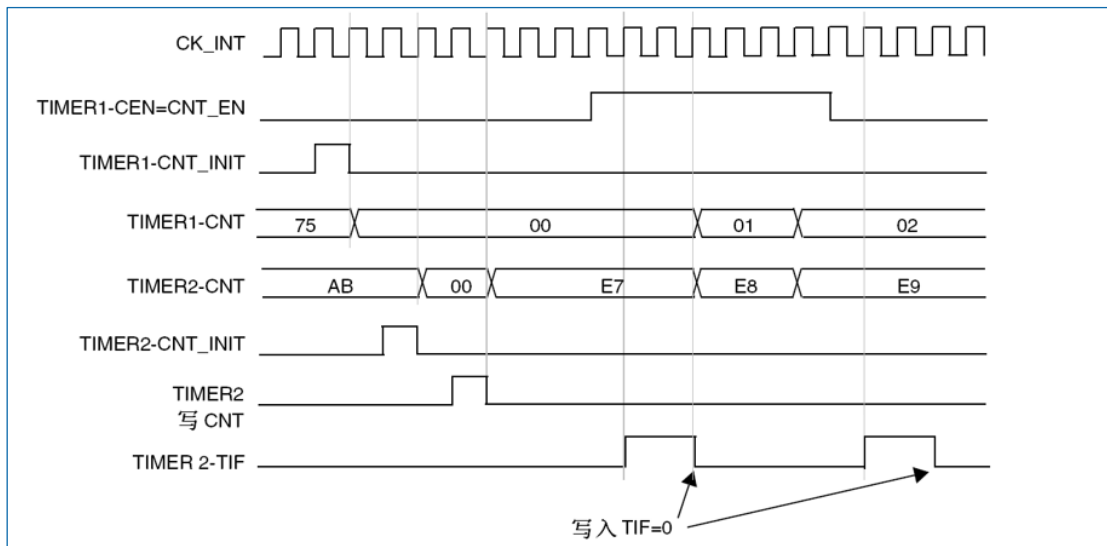 CK_INT
TIMER1-CEN=CNT_EN
TIMER1-CNT_INIT
TIMER1-CNT 75 00 01 02
TIMER2-CNT AB 00 E7 E8 E9
TIMER2-CNT_INIT
TIMER2
写 CNT
TIMER 2-TIF
写入 TIF=0